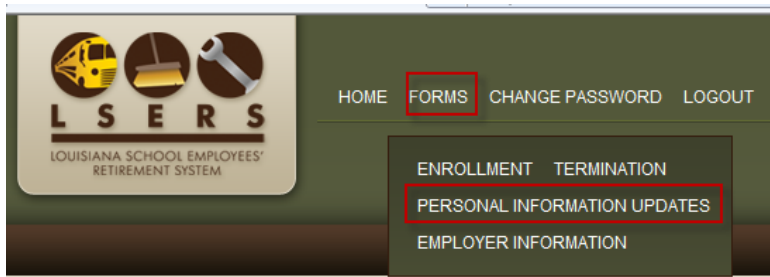 L S E R S
LOUISIANA SCHOOL EMPLOYEES'
RETIREMENT SYSTEM
HOME FORMS CHANGE PASSWORD LOGOUT
ENROLLMENT TERMINATION
PERSONAL INFORMATION UPDATES
EMPLOYER INFORMATION